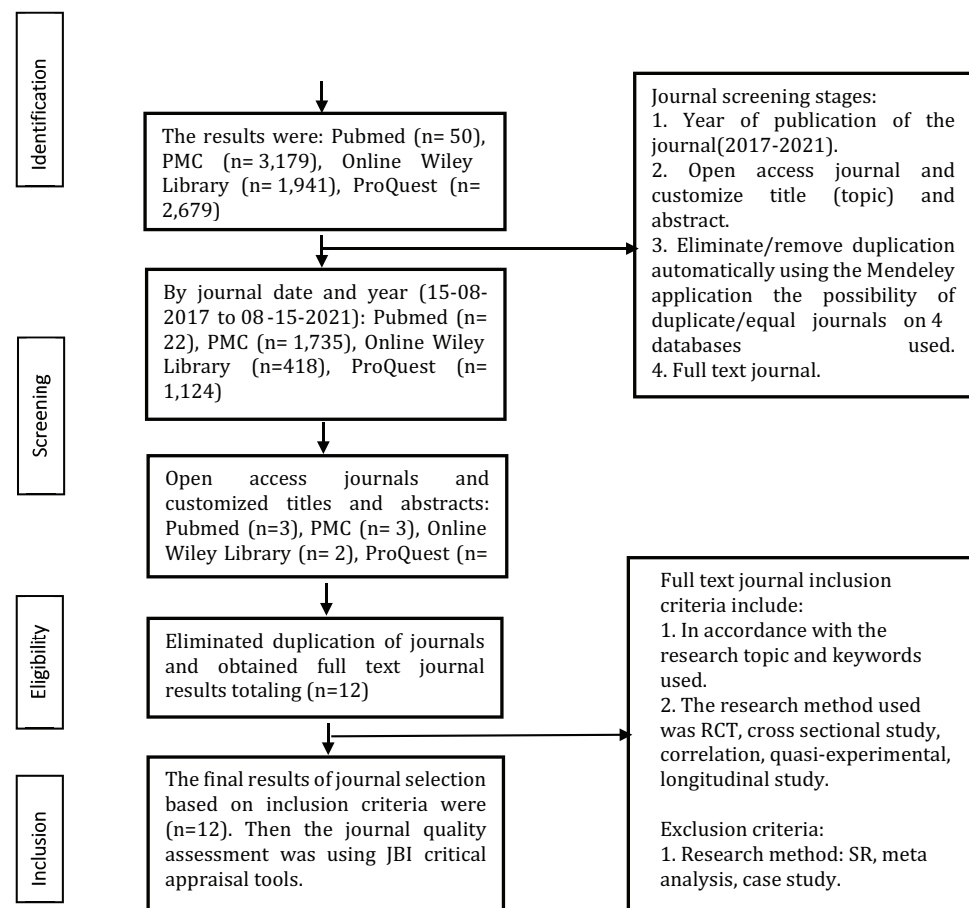 Identification
The results were: Pubmed (n= 50),
PMC (n= 3,179), Online Wiley
Library (n= 1,941), ProQuest (n=
2,679)
Journal screening stages:
1. Year of publication of the
journal(2017-2021).
2. Open access journal and
customize title (topic) and
abstract.
3. Eliminate/remove duplication
automatically using the Mendeley
application the possibility of
duplicate/equal journals on 4
databases used.
4. Full text journal.
Screening
By journal date and year (15-08-
2017 to 08-15-2021): Pubmed (n=
22), PMC (n= 1,735), Online Wiley
Library (n=418), ProQuest (n=
1,124)
Open access journals and
customized titles and abstracts:
Pubmed (n=3), PMC (n= 3), Online
Wiley Library (n= 2), ProQuest (n=
Eligibility
Eliminated duplication of journals
and obtained full text journal
results totaling (n=12)
Full text journal inclusion
criteria include:
1. In accordance with the
research topic and keywords
used.
2. The research method used
was RCT, cross sectional study,
correlation, quasi-experimental,
longitudinal study.
Exclusion criteria:
1. Research method: SR, meta
analysis, case study.
Inclusion
The final results of journal selection
based on inclusion criteria were
(n=12). Then the journal quality
assessment was using JBI critical
appraisal tools.